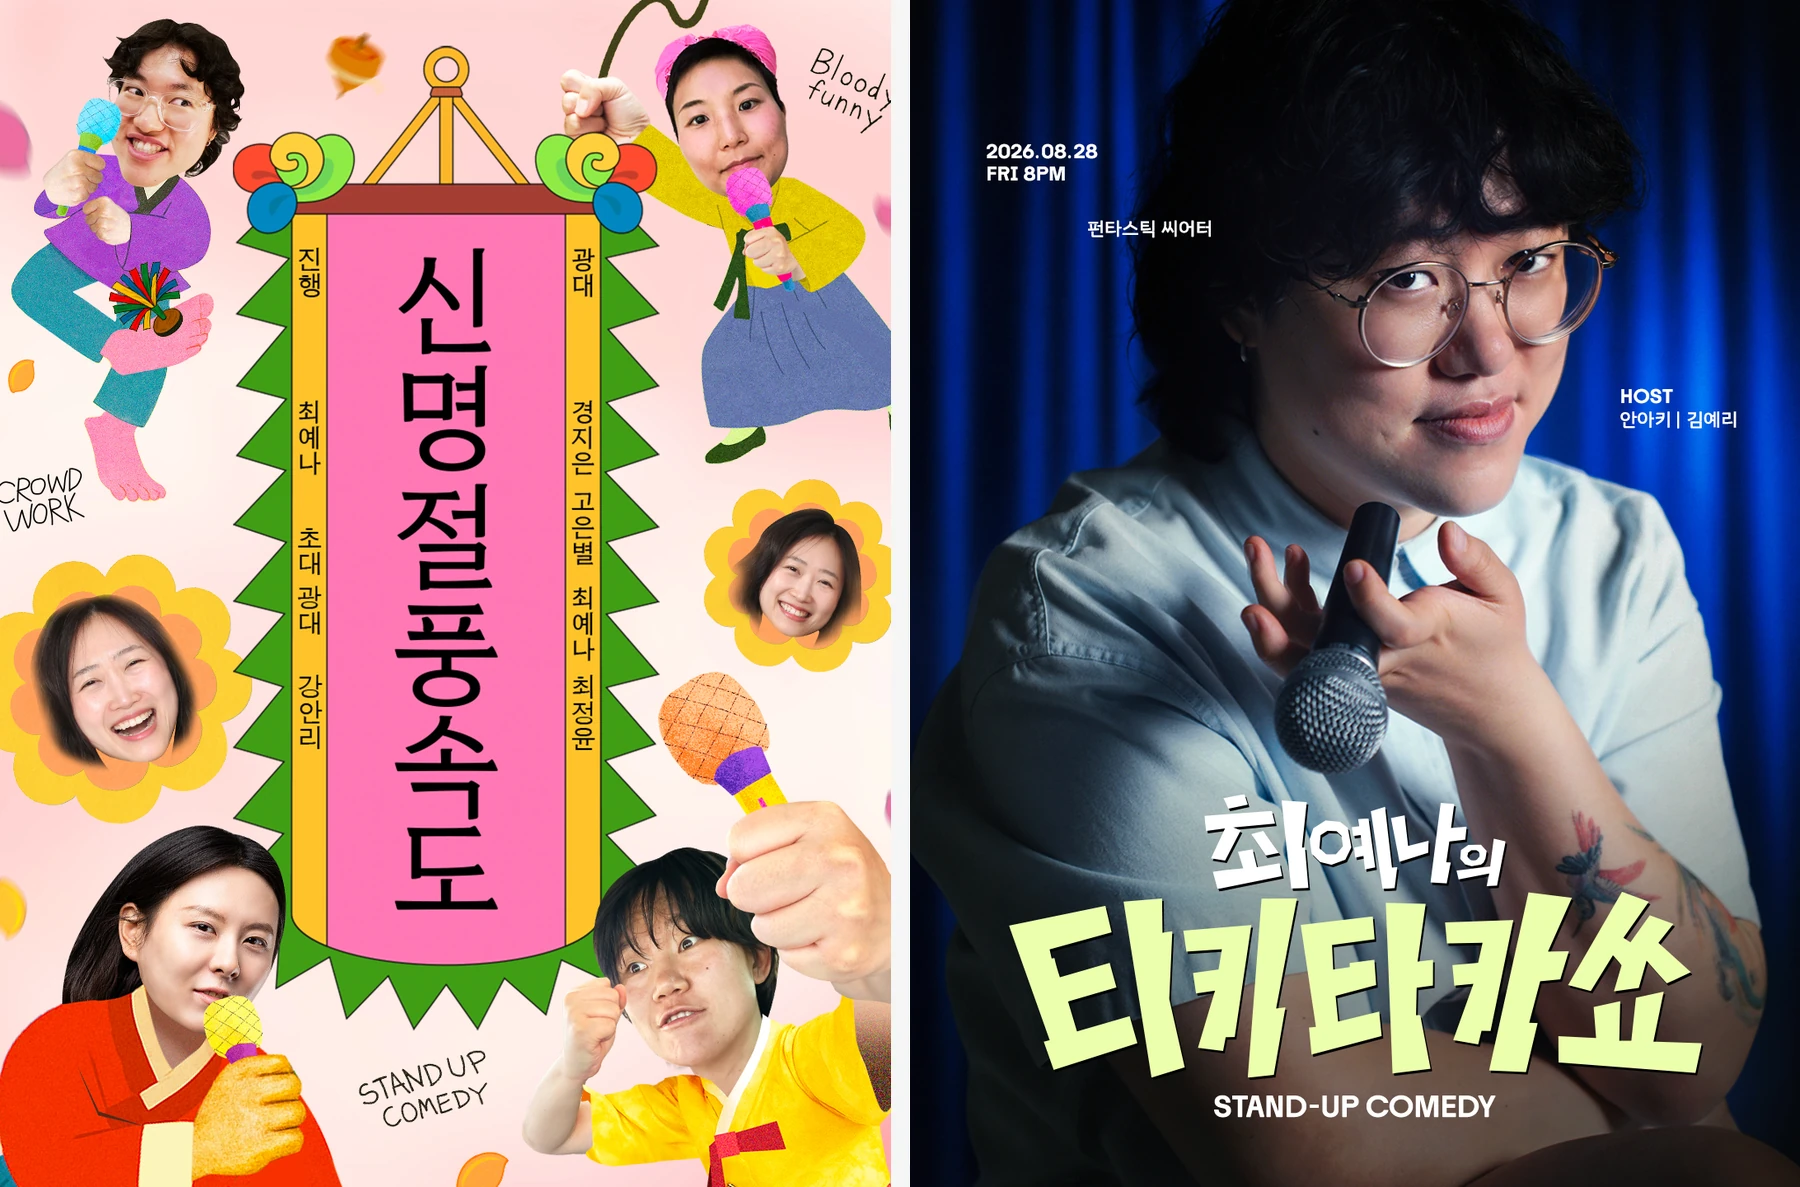 Bloody
funny
진행
최예나
초대 광대
강안리
신명절풍속도
광대
경지은 고은별 최예나 최정윤
CROWD
WORK
STAND UP
COMEDY
2026.08.28
FRI 8PM
펀타스틱 씨어터
HOST
안아키 | 김예리
최예나의
티키타카쇼
STAND-UP COMEDY